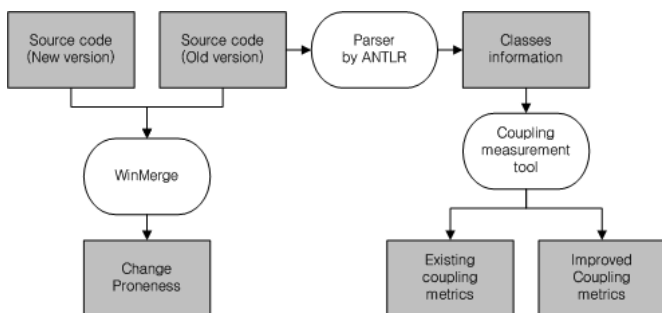 Source code
(New version)
Source code
(Old version)
Parser
by ANTLR
Classes
information
WinMerge
Coupling
measurement
tool
Change
Proneness
Existing
coupling
metrics
Improved
Coupling
metrics